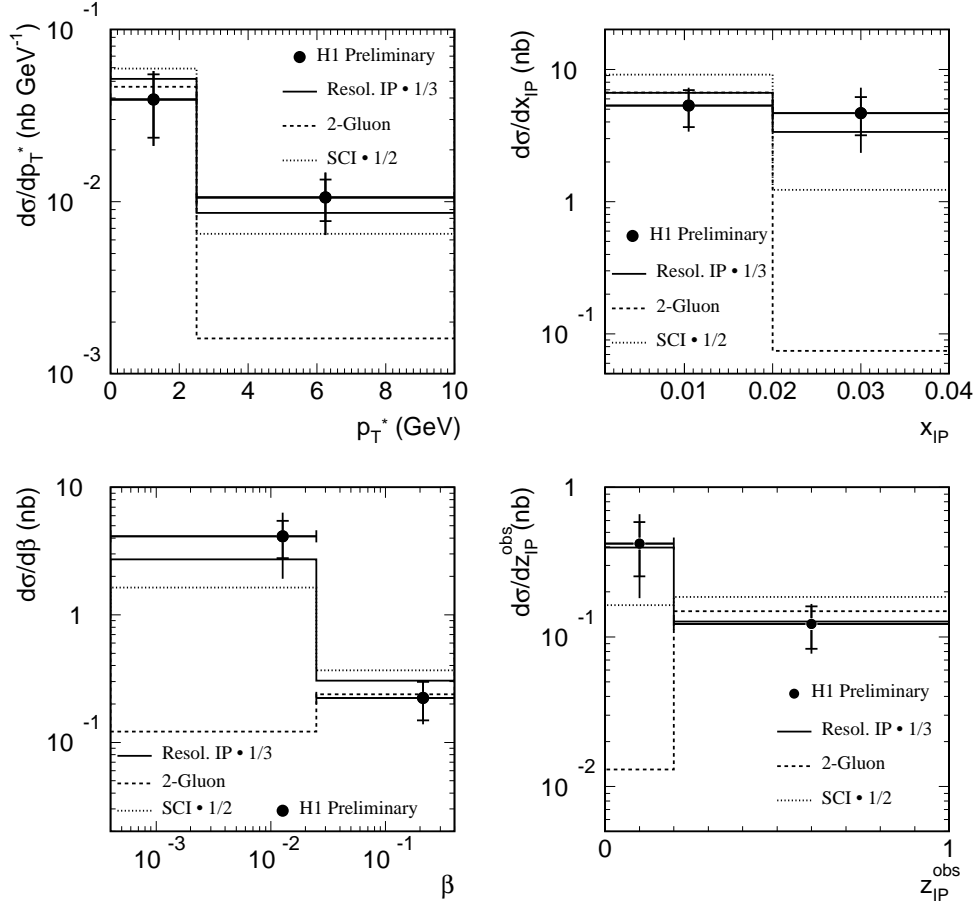 dσ/dp_T^* (nb GeV^-1)
10^-1
10^-2
10^-3
H1 Preliminary
Resol. IP • 1/3
2-Gluon
SCI • 1/2
0 2 4 6 8 10
p_T^* (GeV)
dσ/dx_IP (nb)
10
1
10^-1
H1 Preliminary
Resol. IP • 1/3
2-Gluon
SCI • 1/2
0.01 0.02 0.03 0.04
x_IP
dσ/dβ (nb)
10
1
10^-1
Resol. IP • 1/3
2-Gluon
SCI • 1/2
H1 Preliminary
10^-3 10^-2 10^-1
β
dσ/dz_IP^obs (nb)
1
10^-1
10^-2
H1 Preliminary
Resol. IP • 1/3
2-Gluon
SCI • 1/2
0 1
z_IP^obs